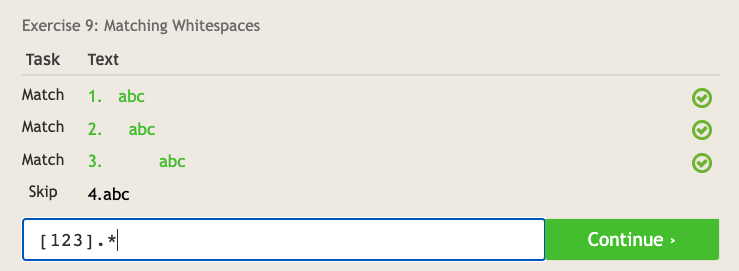 Exercise 9: Matching Whitespaces
Task Text
Match 1. abc
Match 2. abc
Match 3. abc
Skip 4.abc
[123].* Continue ›